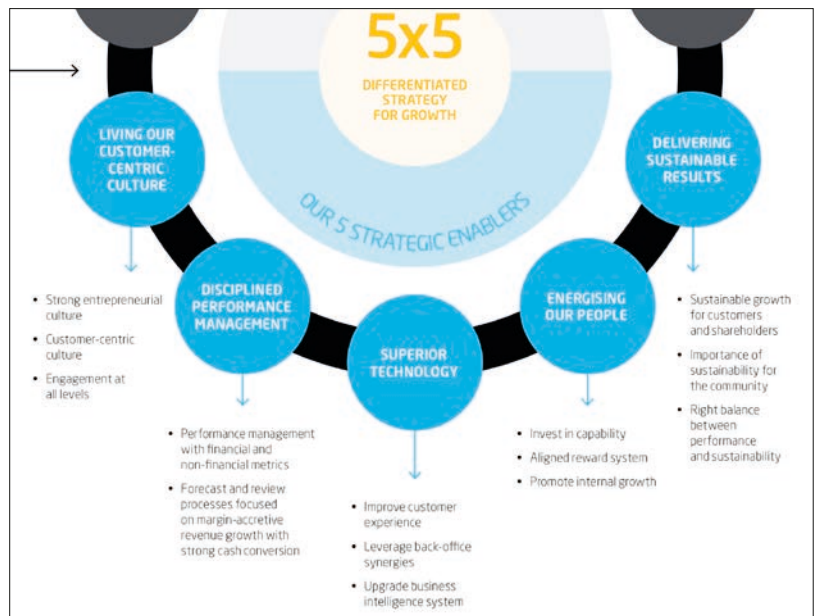 5x5
DIFFERENTIATED
STRATEGY
FOR GROWTH
OUR 5 STRATEGIC ENABLERS
LIVING OUR
CUSTOMER-
CENTRIC
CULTURE
• Strong entrepreneurial
culture
• Customer-centric
culture
• Engagement at
all levels
DISCIPLINED
PERFORMANCE
MANAGEMENT
• Performance management
with financial and
non-financial metrics
• Forecast and review
processes focused
on margin-accretive
revenue growth with
strong cash conversion
SUPERIOR
TECHNOLOGY
• Improve customer
experience
• Leverage back-office
synergies
• Upgrade business
intelligence system
ENERGISING
OUR PEOPLE
• Invest in capability
• Aligned reward system
• Promote internal growth
DELIVERING
SUSTAINABLE
RESULTS
• Sustainable growth
for customers
and shareholders
• Importance of
sustainability for
the community
• Right balance
between
performance
and sustainability